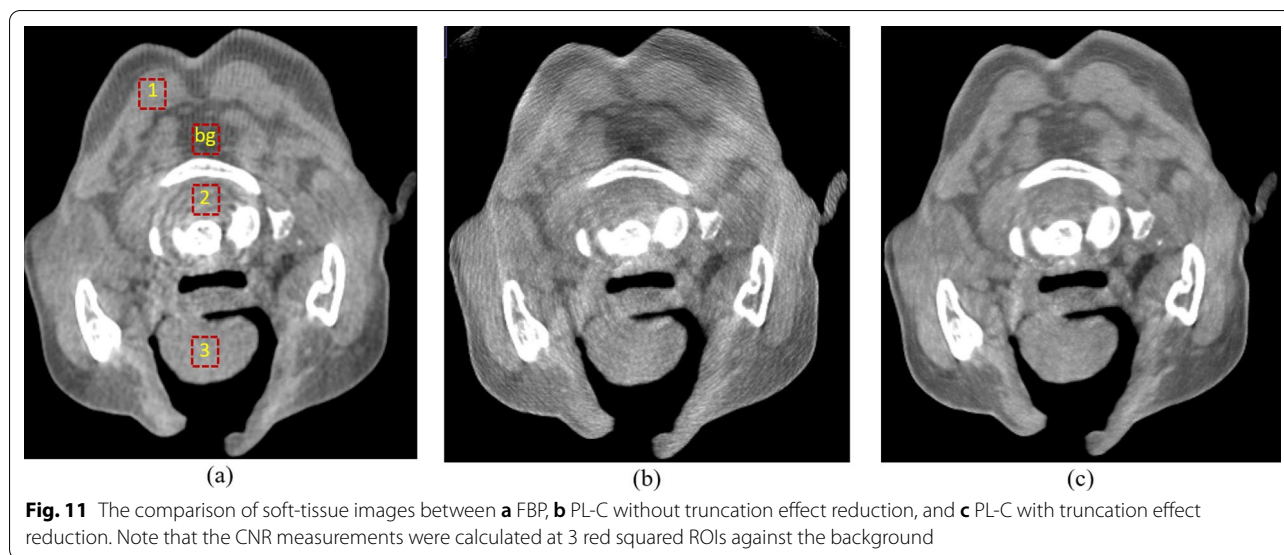 1
bg
2
3
(a)
(b)
(c)
Fig. 11 The comparison of soft-tissue images between a FBP, b PL-C without truncation effect reduction, and c PL-C with truncation effect
reduction. Note that the CNR measurements were calculated at 3 red squared ROIs against the background